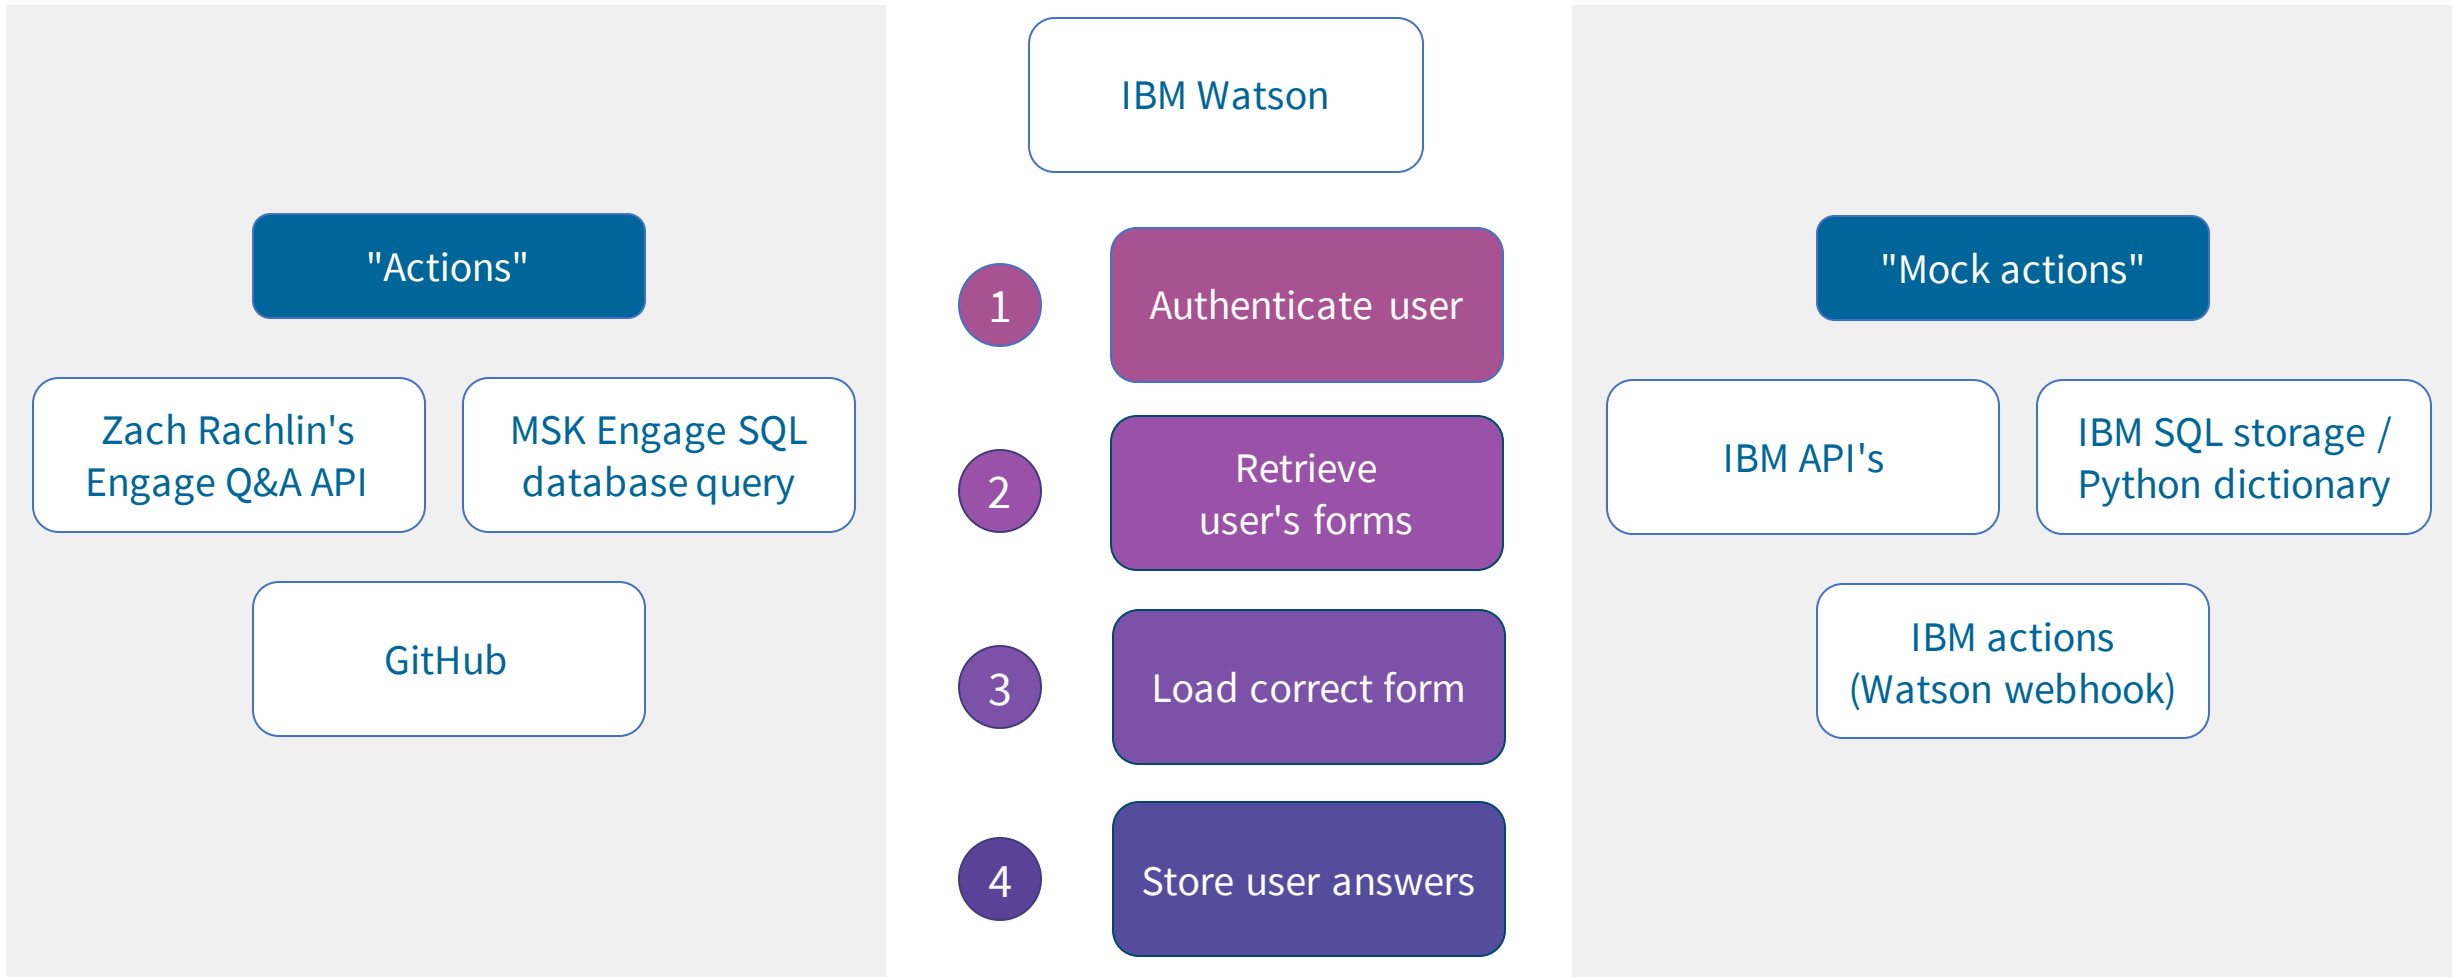 "Actions"
Zach Rachlin's
Engage Q&A API
MSK Engage SQL
database query
GitHub
IBM Watson
1
Authenticate user
2
Retrieve
user's forms
3
Load correct form
4
Store user answers
"Mock actions"
IBM API's
IBM SQL storage /
Python dictionary
IBM actions
(Watson webhook)